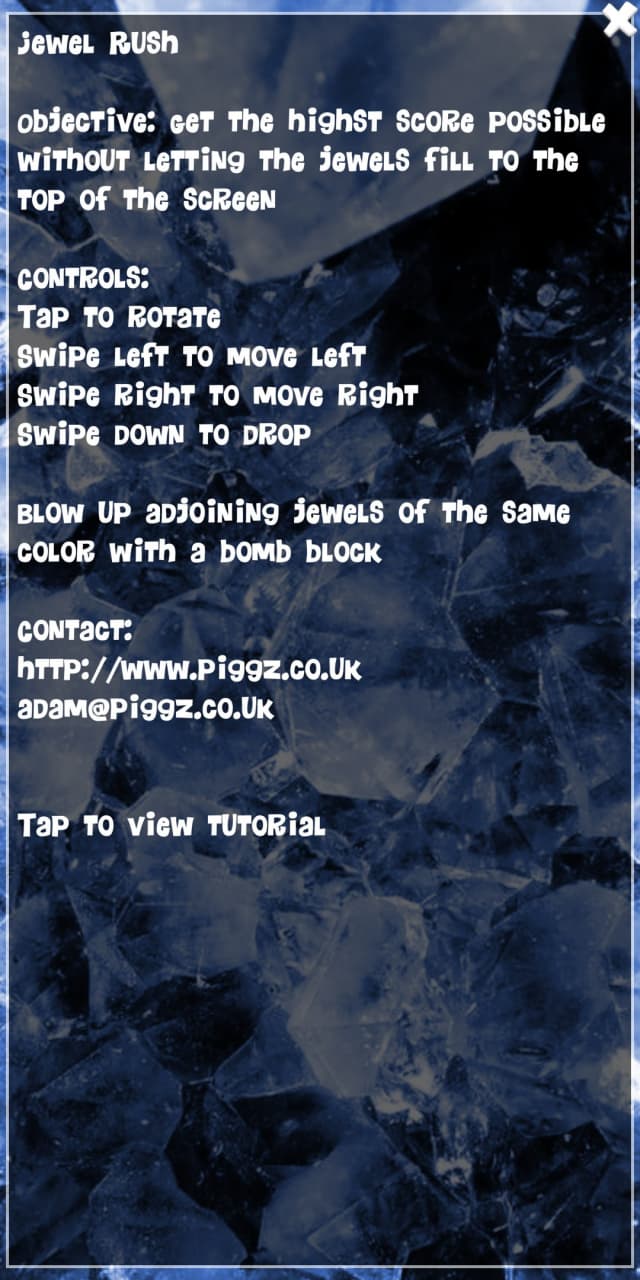 Jewel Rush
Objective: Get the highst score possible
without letting the jewels fill to the
top of the screen
Controls:
Tap to rotate
Swipe left to move left
Swipe right to move right
Swipe down to drop
Blow up adjoining jewels of the same
color with a bomb block
Contact:
http://www.piggz.co.uk
adam@piggz.co.uk
Tap to view tutorial